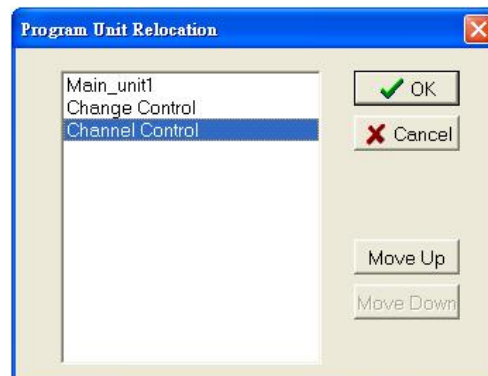 Program Unit Relocation
Main_unit1
Change Control
Channel Control
OK
Cancel
Move Up
Move Down